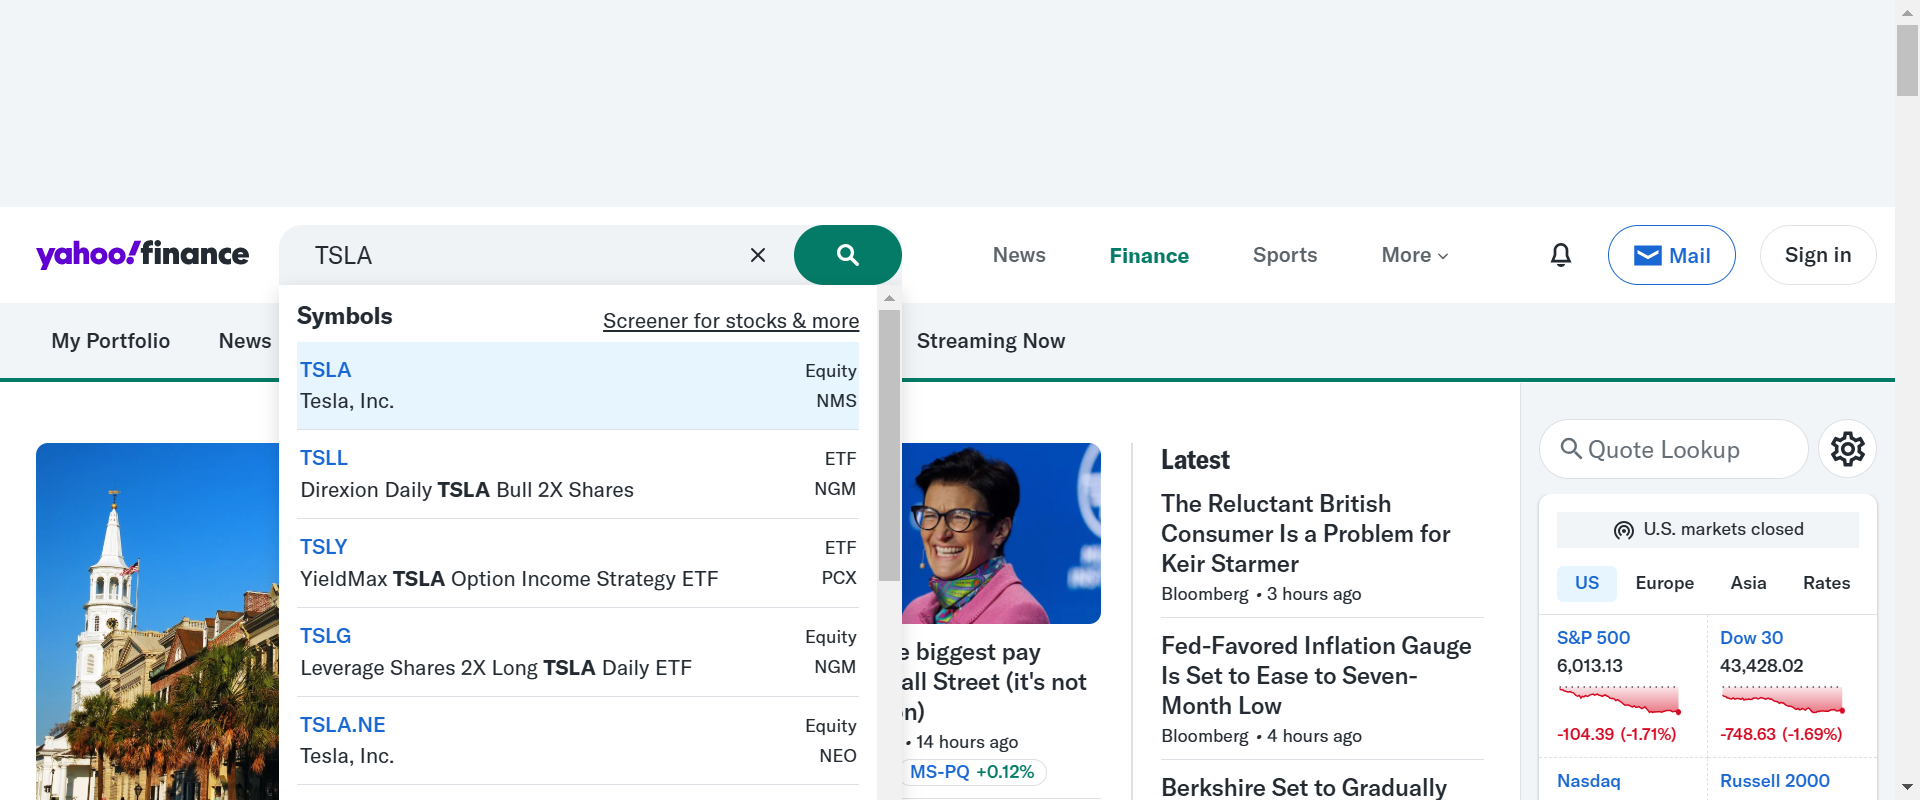 yahoo!finance
TSLA
News
Finance
Sports
More
Mail
Sign in
My Portfolio
News
Streaming Now
Symbols
Screener for stocks & more
TSLA
Equity
Tesla, Inc.
NMS
TSLL
ETF
Direxion Daily TSLA Bull 2X Shares
NGM
TSLY
ETF
YieldMax TSLA Option Income Strategy ETF
PCX
TSLG
Equity
Leverage Shares 2X Long TSLA Daily ETF
NGM
TSLA.NE
Equity
Tesla, Inc.
NEO
biggest pay
all Street (it's not
14 hours ago
MS-PQ +0.12%
Latest
The Reluctant British
Consumer Is a Problem for
Keir Starmer
Bloomberg • 3 hours ago
Fed-Favored Inflation Gauge
Is Set to Ease to Seven-
Month Low
Bloomberg • 4 hours ago
Berkshire Set to Gradually
Quote Lookup
U.S. markets closed
US
Europe
Asia
Rates
S&P 500
6,013.13
-104.39 (-1.71%)
Dow 30
43,428.02
-748.63 (-1.69%)
Nasdaq
Russell 2000